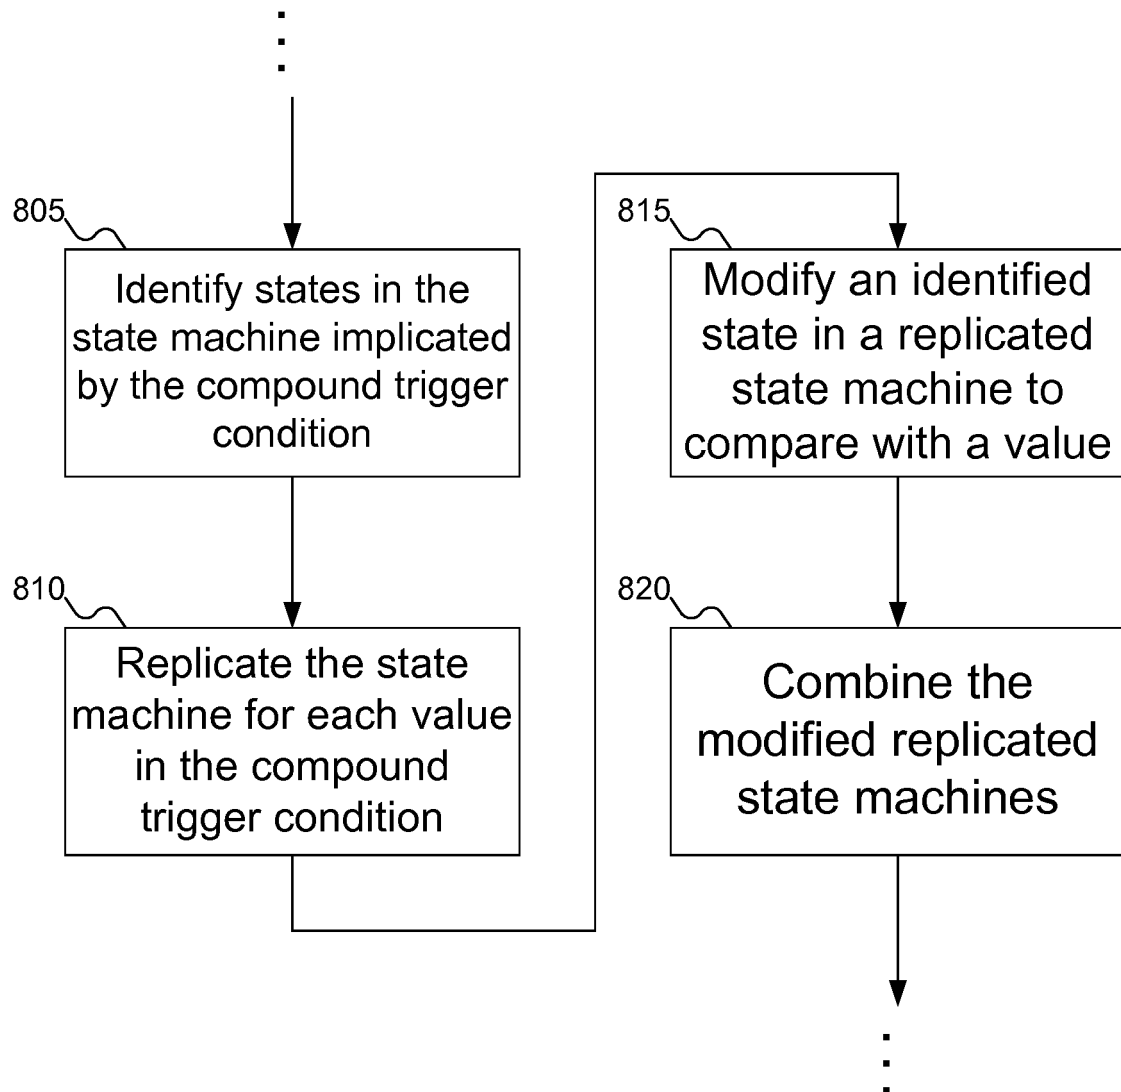 805
Identify states in the
state machine implicated
by the compound trigger
condition
810
Replicate the state
machine for each value
in the compound
trigger condition
815
Modify an identified
state in a replicated
state machine to
compare with a value
820
Combine the
modified replicated
state machines